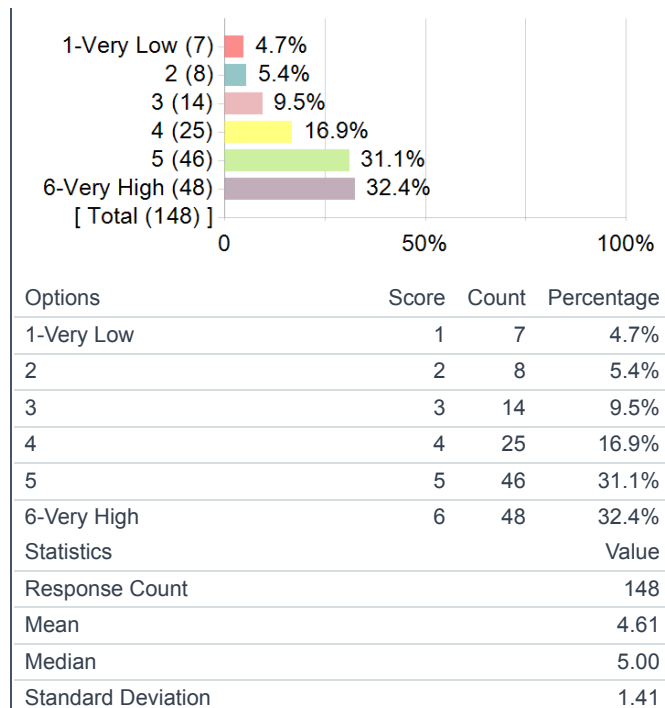 1-Very Low (7) 4.7%
2 (8) 5.4%
3 (14) 9.5%
4 (25) 16.9%
5 (46) 31.1%
6-Very High (48) 32.4%
[ Total (148) ]
0 50% 100%
Options Score Count Percentage
1-Very Low 1 7 4.7%
2 2 8 5.4%
3 3 14 9.5%
4 4 25 16.9%
5 5 46 31.1%
6-Very High 6 48 32.4%
Statistics Value
Response Count 148
Mean 4.61
Median 5.00
Standard Deviation 1.41